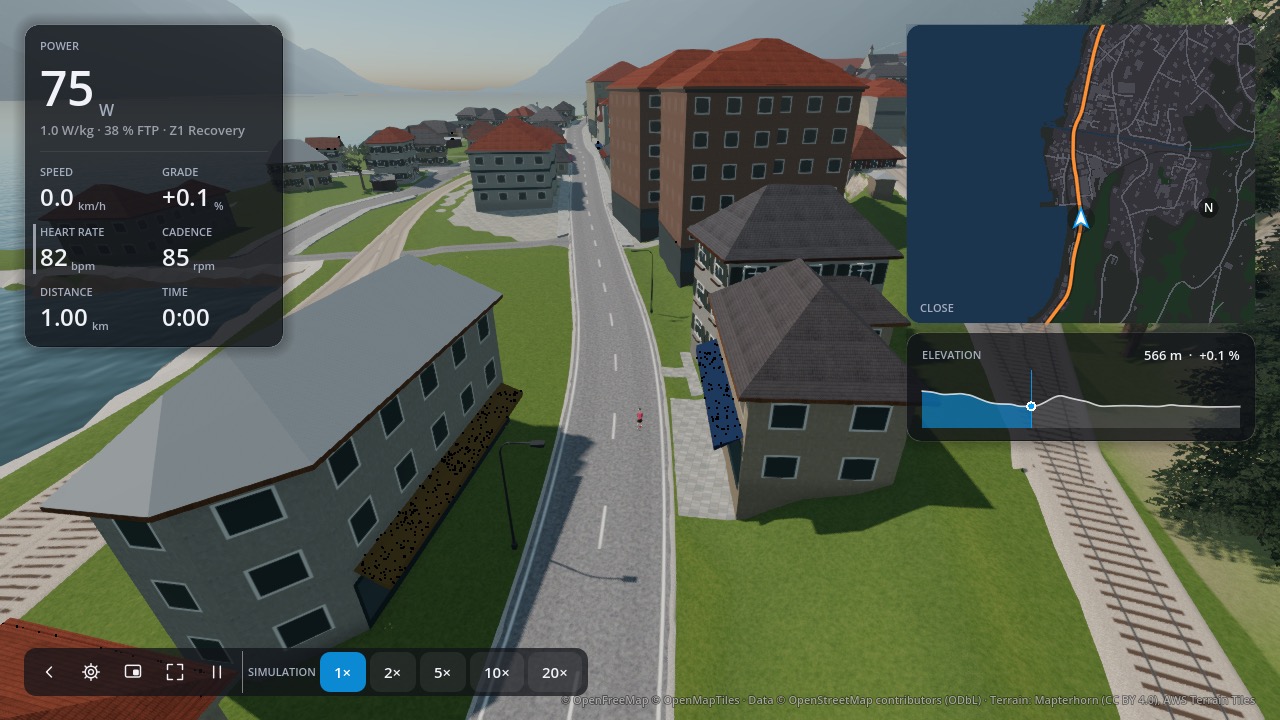 POWER
75 W
1.0 W/kg · 38 % FTP · Z1 Recovery
SPEED GRADE
0.0 km/h +0.1 %
HEART RATE CADENCE
82 bpm 85 rpm
DISTANCE TIME
1.00 km 0:00
N
CLOSE
ELEVATION 566 m · +0.1 %
SIMULATION 1× 2× 5× 10× 20×
© OpenFreeMap © OpenMapTiles · Data © OpenStreetMap contributors (ODbL) · Terrain: Mapterhorn (CC BY 4.0), AWS Terrain Tiles